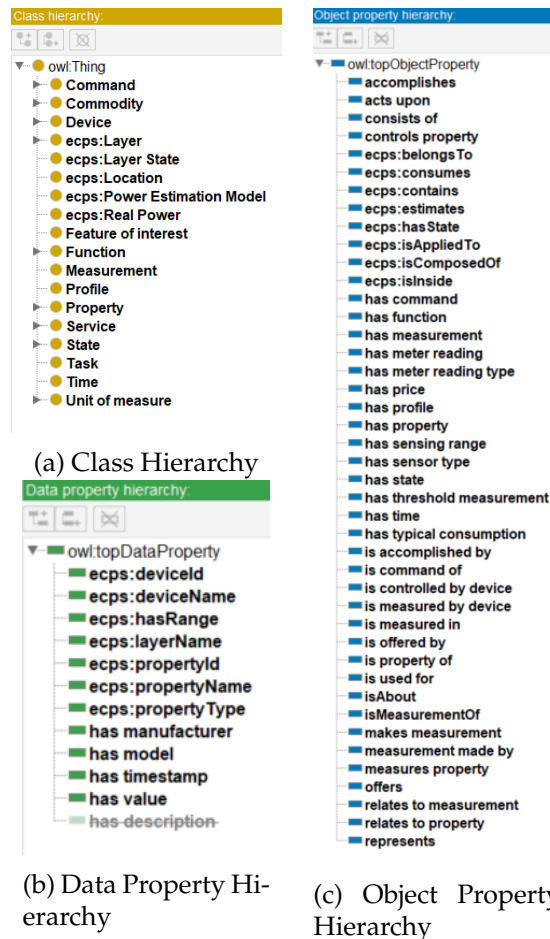 Class hierarchy:
owl:Thing
Command
Commodity
Device
ecps:Layer
ecps:Layer State
ecps:Location
ecps:Power Estimation Model
ecps:Real Power
Feature of interest
Function
Measurement
Profile
Property
Service
State
Task
Time
Unit of measure
(a) Class Hierarchy
Data property hierarchy:
owl:topDataProperty
ecps:deviceId
ecps:deviceName
ecps:hasRange
ecps:layerName
ecps:propertyId
ecps:propertyName
ecps:propertyType
has manufacturer
has model
has timestamp
has value
has description
(b) Data Property Hi-
erarchy
Object property hierarchy:
owl:topObjectProperty
accomplishes
acts upon
consists of
controls property
ecps:belongsTo
ecps:consumes
ecps:contains
ecps:estimates
ecps:hasState
ecps:isAppliedTo
ecps:isComposedOf
ecps:isInside
has command
has function
has measurement
has meter reading
has meter reading type
has price
has profile
has property
has sensing range
has sensor type
has state
has threshold measurement
has time
has typical consumption
is accomplished by
is command of
is controlled by device
is measured by device
is measured in
is offered by
is property of
is used for
isAbout
isMeasurementOf
makes measurement
measurement made by
measures property
offers
relates to measurement
relates to property
represents
(c) Object Property
Hierarchy